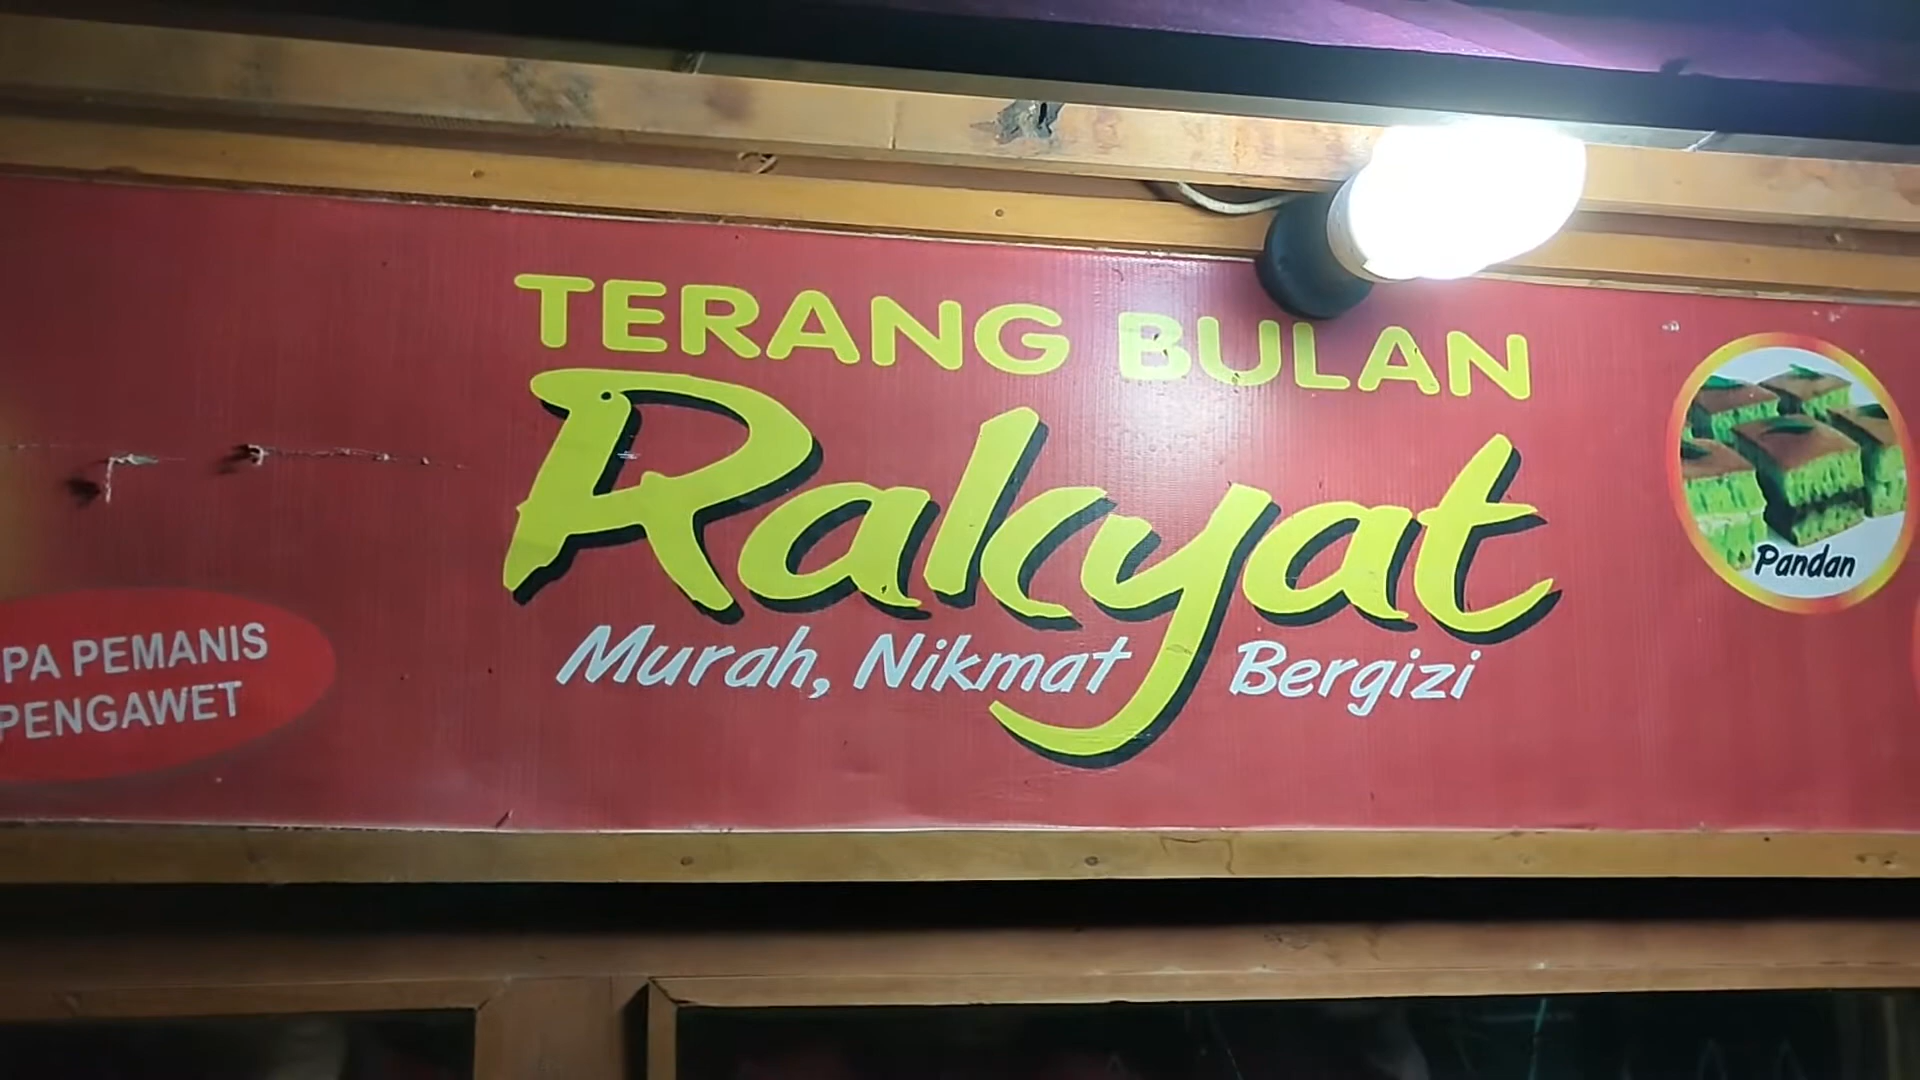 TERANG BULAN
Rakyat
Murah, Nikmat Bergizi
PA PEMANIS
PENGAWET
Pandan